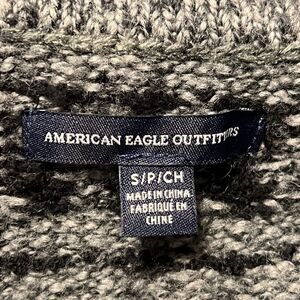 AMERICAN EAGLE OUTFITTERS
S/P/CH
MADE IN CHINA
FABRIQUÉ EN
CHINE